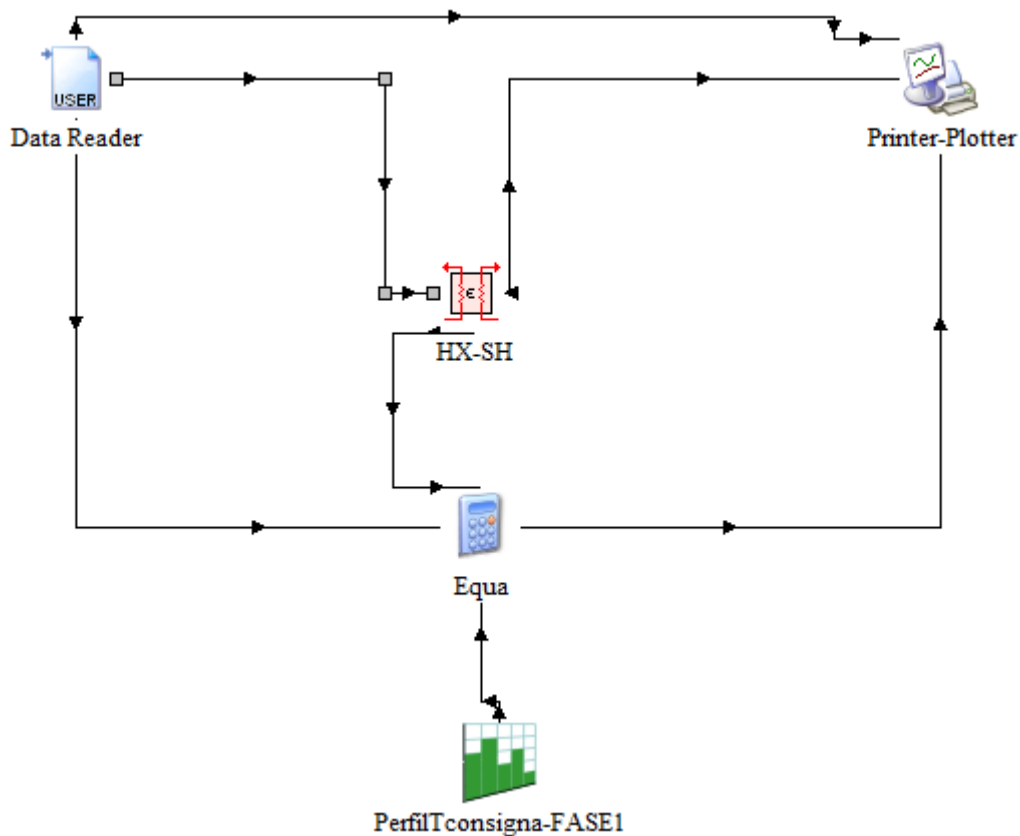 USER
Data Reader
Printer-Plotter
ϵ
HX-SH
Equa
PerfilTconsigna-FASE1